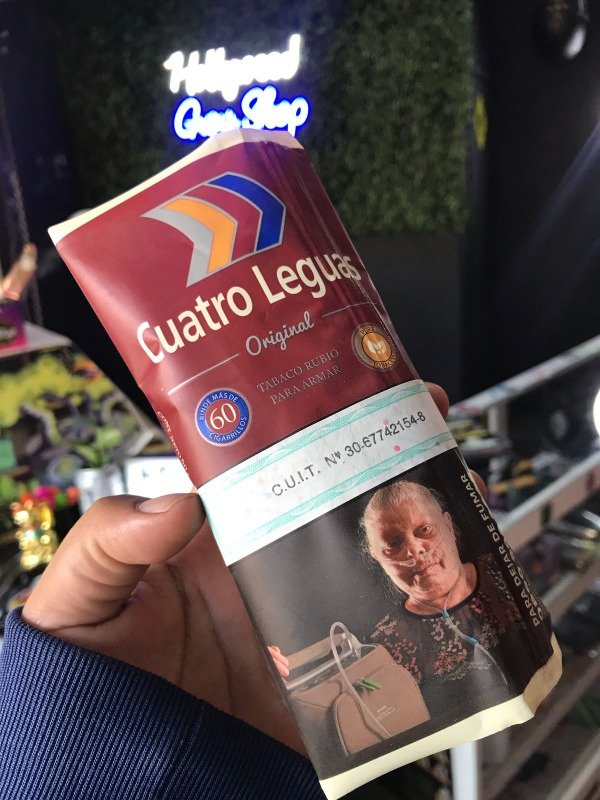 Hollywood
Grow Shop
Cuatro Leguas
Original
TABACO RUBIO
PARA ARMAR
RINDE MÁS DE
60
CIGARRILLOS
C.U.I.T. Nº 30-67742154-8
PARA DEJAR DE FUMAR